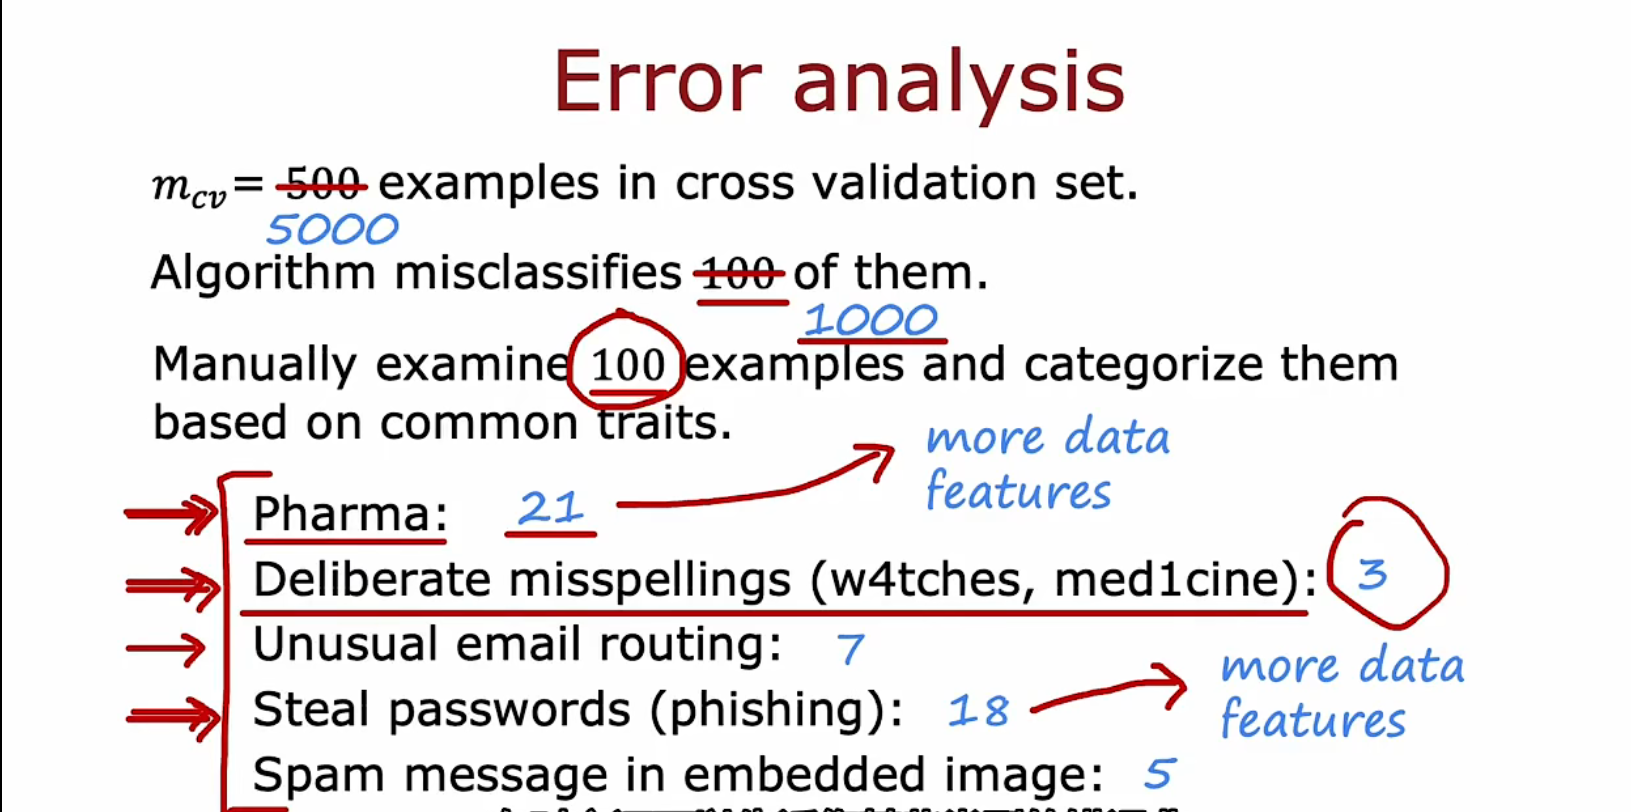 Error analysis
m_cv = 500 examples in cross validation set.
5000
Algorithm misclassifies 100 of them.
1000
Manually examine 100 examples and categorize them
based on common traits.
more data
features
Pharma: 21
Deliberate misspellings (w4tches, med1cine): 3
Unusual email routing: 7
more data
features
Steal passwords (phishing): 18
Spam message in embedded image: 5